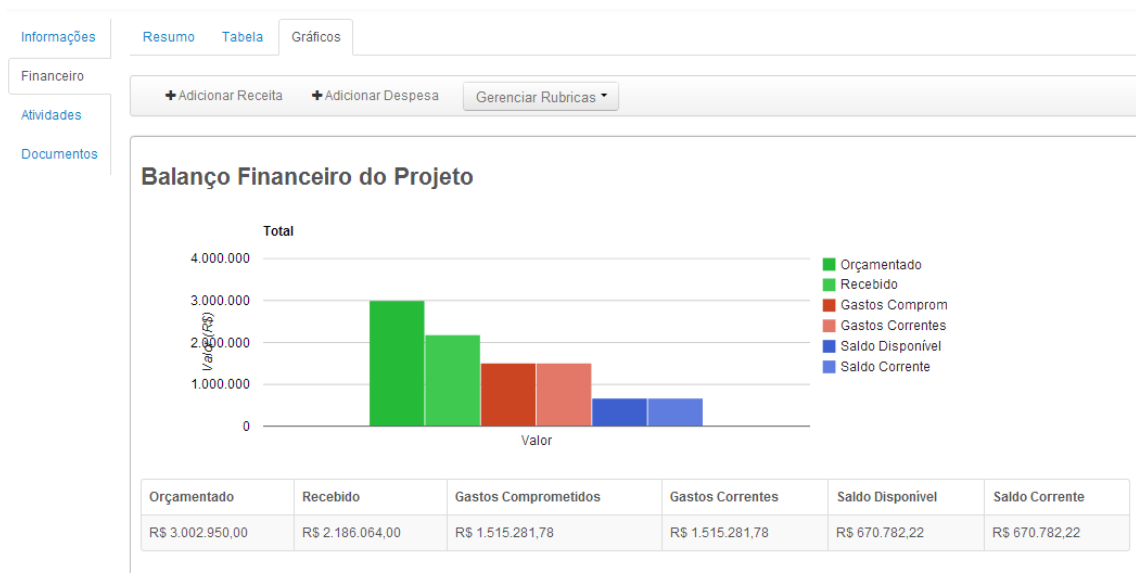 Informações
Financeiro
Atividades
Documentos
Resumo Tabela Gráficos
+Adicionar Receita +Adicionar Despesa Gerenciar Rubricas
Balanço Financeiro do Projeto
Total
4.000.000
3.000.000
2.000.000
1.000.000
0
Valor (R$)
Valor
Orçamentado
Recebido
Gastos Comprom
Gastos Correntes
Saldo Disponível
Saldo Corrente
Orçamentado Recebido Gastos Comprometidos Gastos Correntes Saldo Disponível Saldo Corrente
R$ 3.002.950,00 R$ 2.186.064,00 R$ 1.515.281,78 R$ 1.515.281,78 R$ 670.782,22 R$ 670.782,22